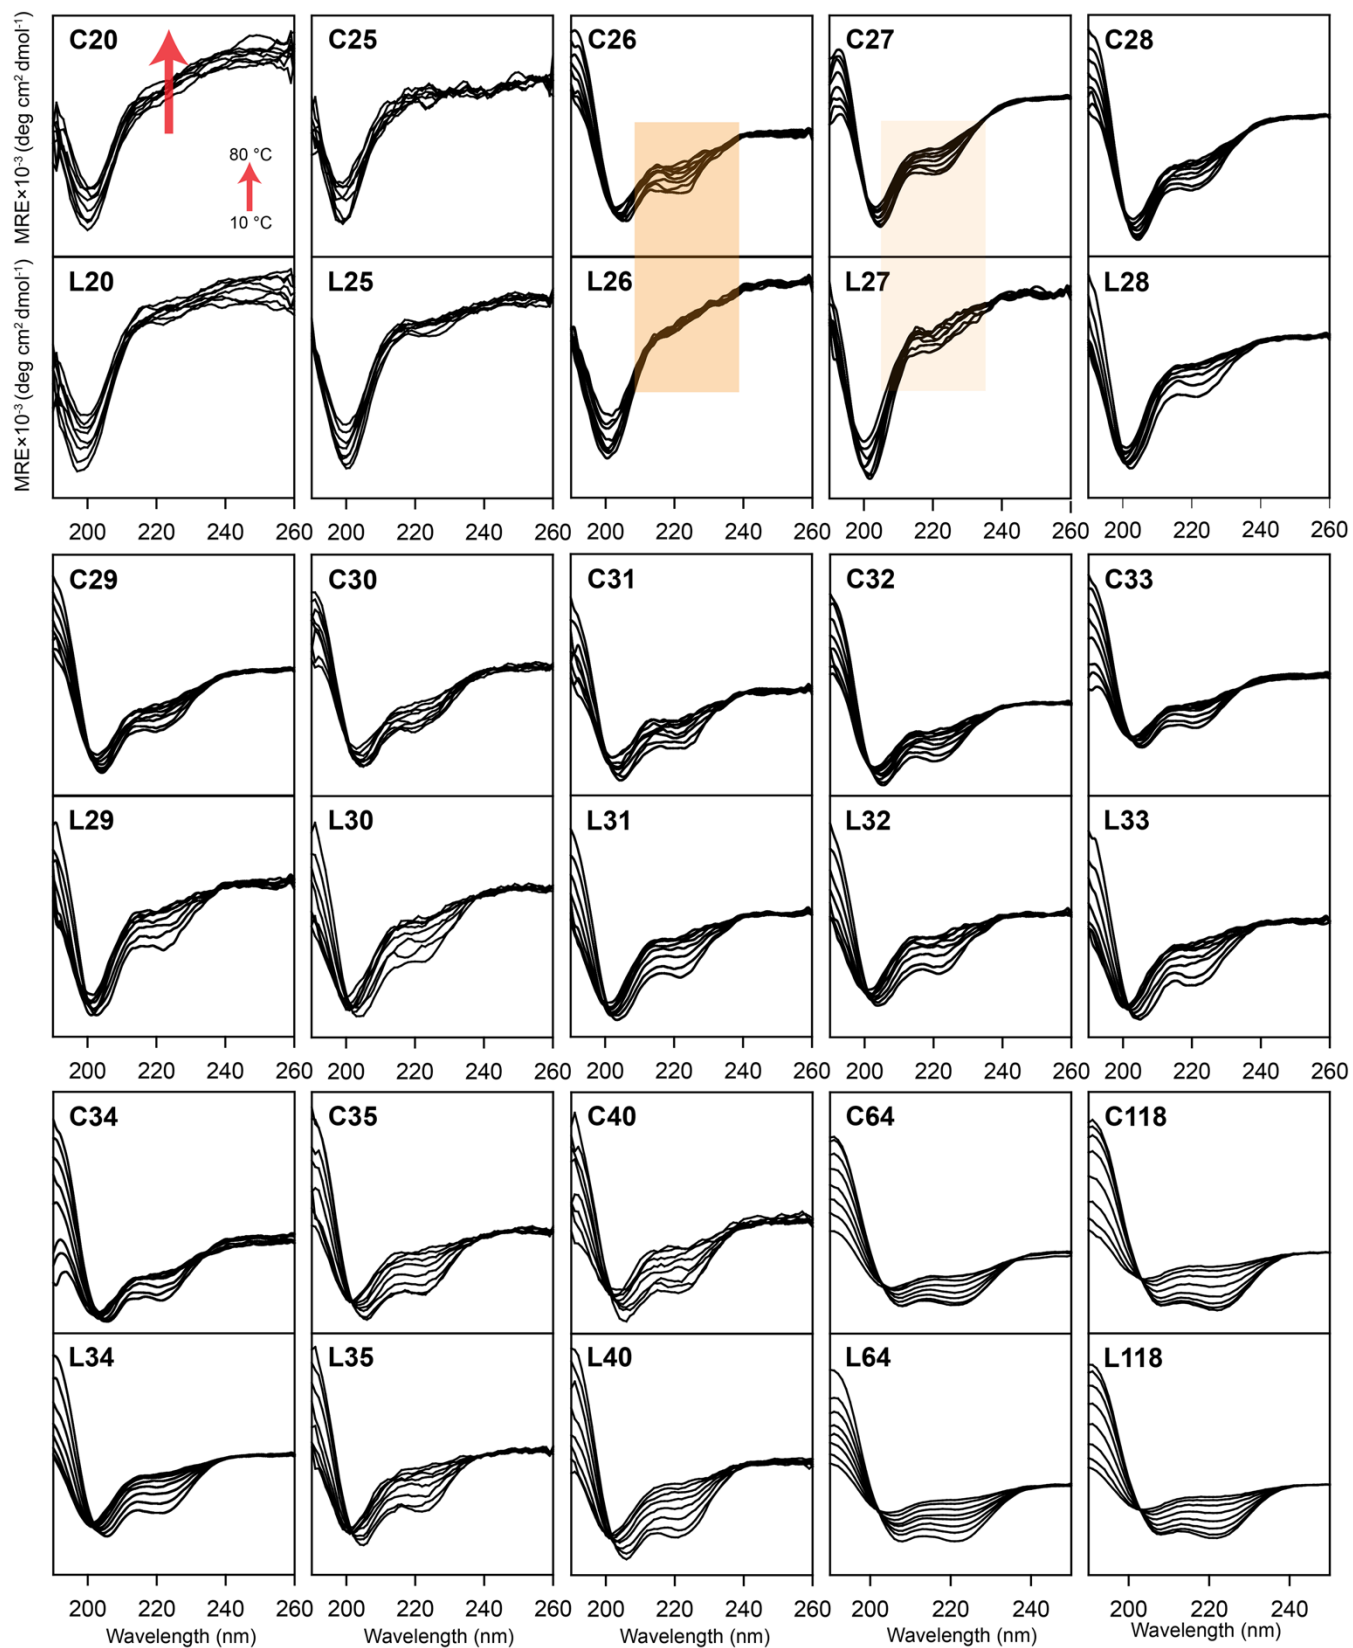 MRE×10⁻³ (deg cm² dmol⁻¹)
C20
80 °C
10 °C
C25
C26
C27
C28
MRE×10⁻³ (deg cm² dmol⁻¹)
L20
L25
L26
L27
L28
200 220 240 260 200 220 240 260 200 220 240 260 200 220 240 260 200 220 240 260
C29
C30
C31
C32
C33
L29
L30
L31
L32
L33
200 220 240 260 200 220 240 260 200 220 240 260 200 220 240 260 200 220 240 260
C34
C35
C40
C64
C118
L34
L35
L40
L64
L118
200 220 240 260 200 220 240 260 200 220 240 260 200 220 240 200 220 240
Wavelength (nm) Wavelength (nm) Wavelength (nm) Wavelength (nm) Wavelength (nm)